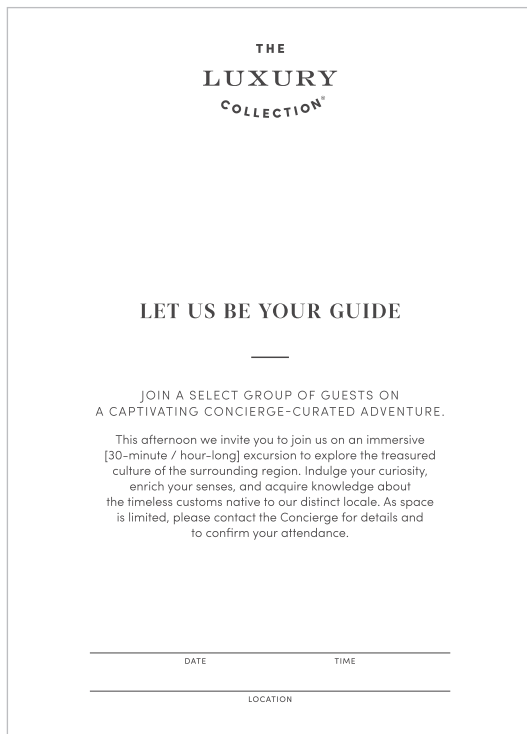 THE
LUXURY
COLLECTION®
LET US BE YOUR GUIDE
JOIN A SELECT GROUP OF GUESTS ON
A CAPTIVATING CONCIERGE-CURATED ADVENTURE.
This afternoon we invite you to join us on an immersive
[30-minute / hour-long] excursion to explore the treasured
culture of the surrounding region. Indulge your curiosity,
enrich your senses, and acquire knowledge about
the timeless customs native to our distinct locale. As space
is limited, please contact the Concierge for details and
to confirm your attendance.
DATE TIME
LOCATION